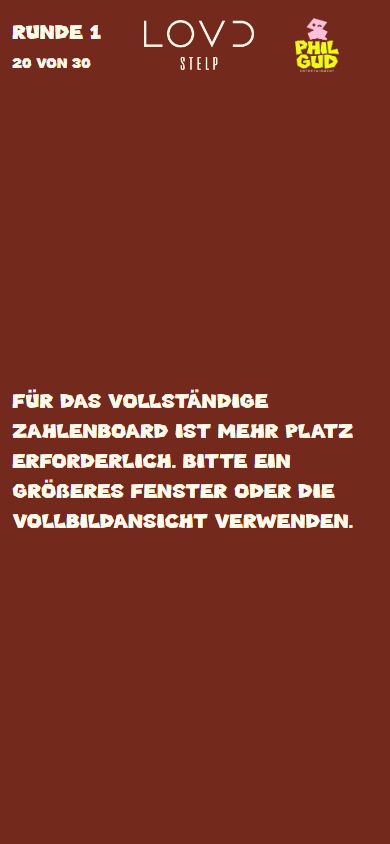 RUNDE 1
20 VON 30
LOVD
STELP
PHIL
GUD
ENTERTAINMENT
FÜR DAS VOLLSTÄNDIGE
ZAHLENBOARD IST MEHR PLATZ
ERFORDERLICH. BITTE EIN
GRÖßERES FENSTER ODER DIE
VOLLBILDANSICHT VERWENDEN.